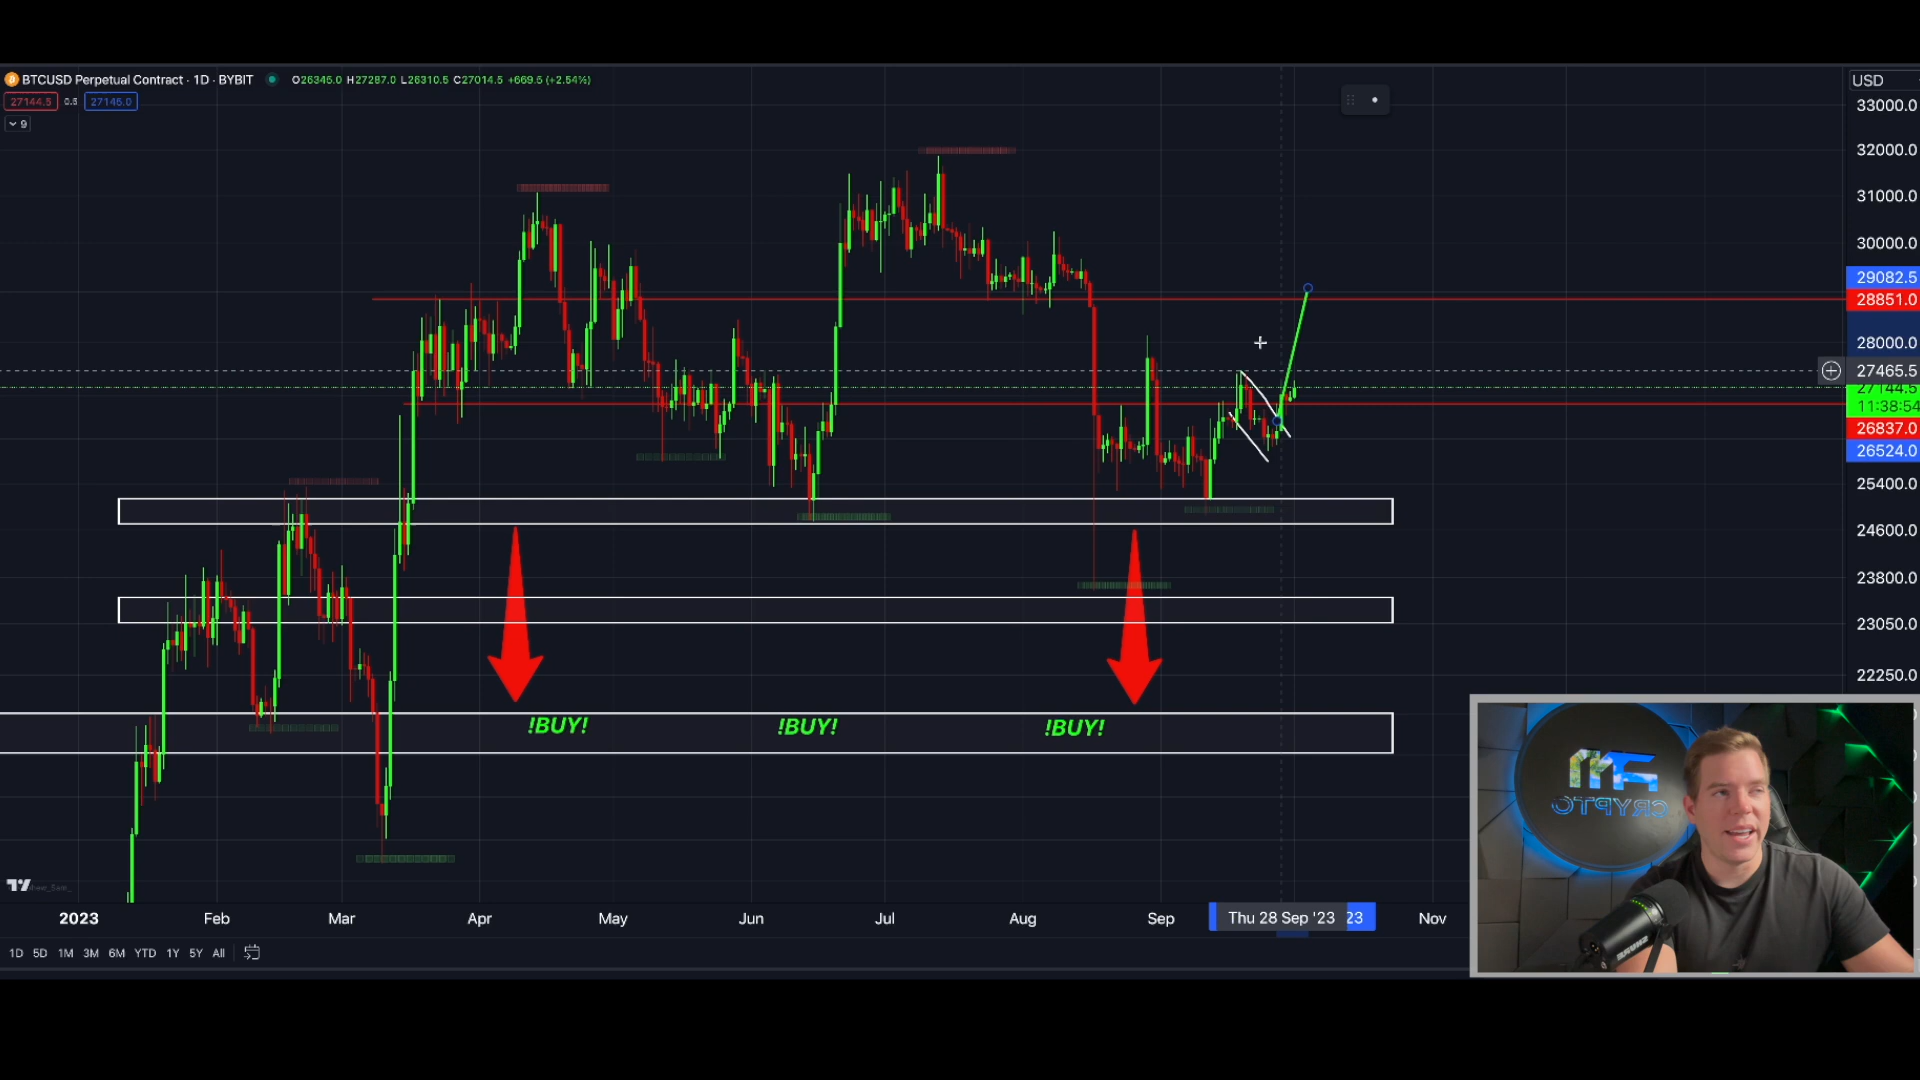 BTCUSD Perpetual Contract · 1D · BYBIT O26345.0 H27287.0 L26310.5 C27014.5 +669.5 (+2.54%)
27144.5 0.5 27145.0
9
USD
33000.0
32000.0
31000.0
30000.0
29082.5
28851.0
28000.0
27465.5
27144.5
11:38:54
26837.0
26524.0
25400.0
24600.0
23800.0
23050.0
22250.0
!BUY! !BUY! !BUY!
CRYPTO
2023 Feb Mar Apr May Jun Jul Aug Sep Thu 28 Sep '23 23 Nov
1D 5D 1M 3M 6M YTD 1Y 5Y All